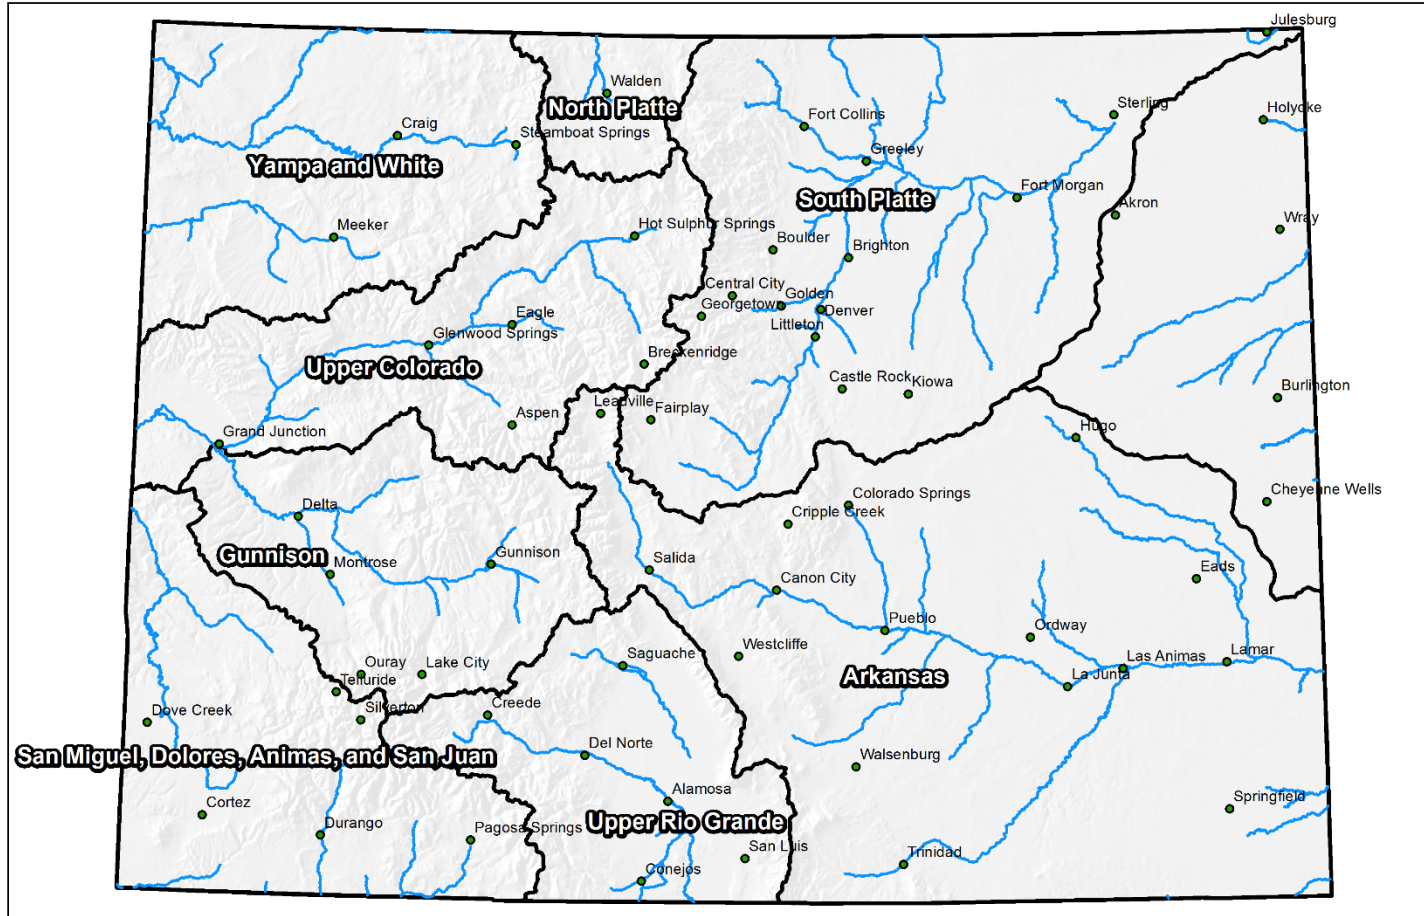 Julesburg
Walden
North Platte
Sterling
Holyoke
Fort Collins
Craig
Steamboat Springs
Yampa and White
Greeley
Fort Morgan
South Platte
Akron
Wray
Meeker
Hot Sulphur Springs
Boulder
Brighton
Central City
Golden
Georgetown
Denver
Eagle
Littleton
Glenwood Springs
Breckenridge
Upper Colorado
Castle Rock
Kiowa
Burlington
Leadville
Fairplay
Aspen
Hugo
Grand Junction
Cheyenne Wells
Colorado Springs
Delta
Cripple Creek
Gunnison
Gunnison
Montrose
Salida
Eads
Canon City
Pueblo
Ordway
Westcliffe
Saguache
Las Animas
Lamar
Ouray
Lake City
Arkansas
La Junta
Telluride
Silverton
Creede
Dove Creek
Del Norte
San Miguel, Dolores, Animas, and San Juan
Walsenburg
Alamosa
Springfield
Cortez
Upper Rio Grande
Durango
Pagosa Springs
San Luis
Trinidad
Conejos